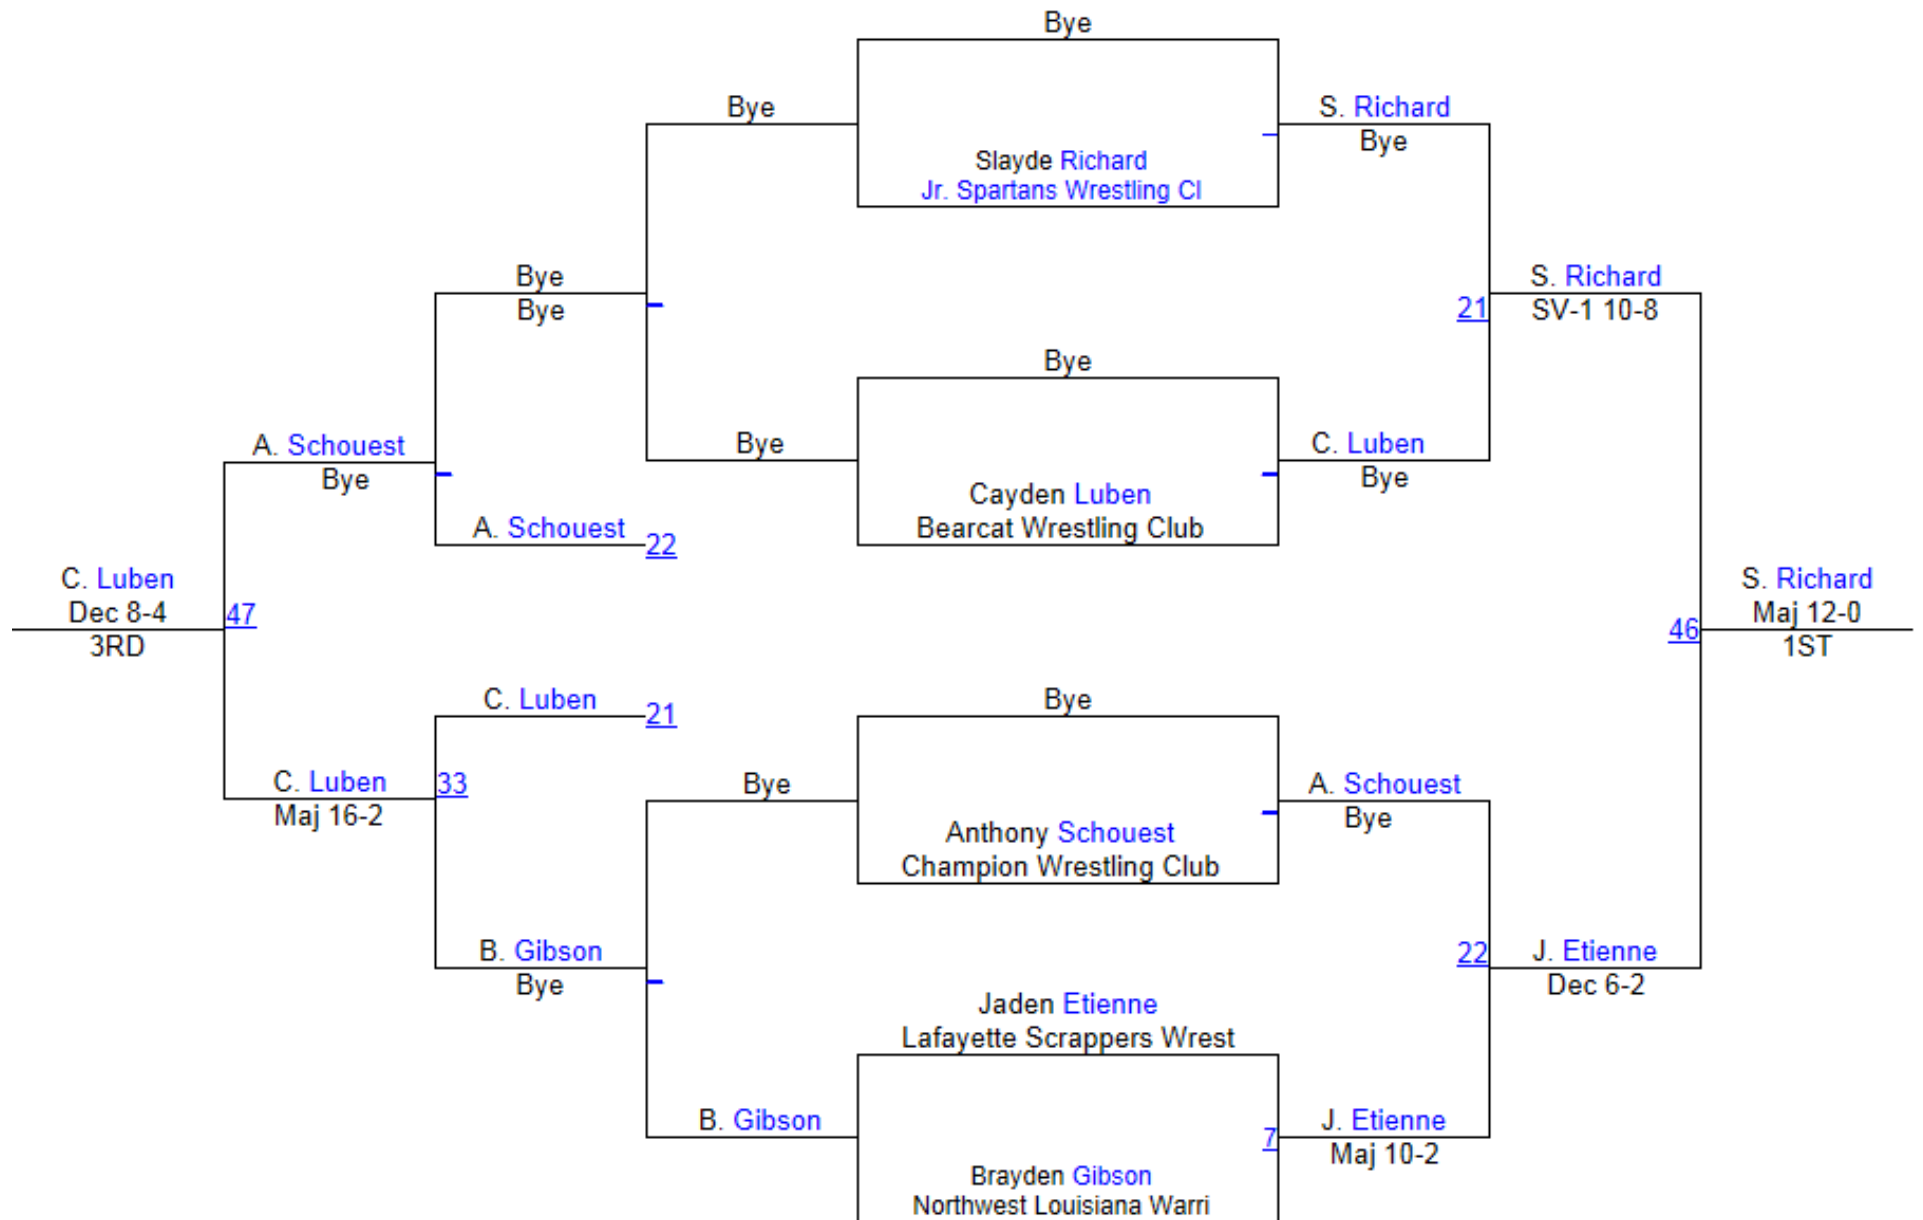 Bye
Bye
S. Richard
Bye
Slayde Richard
Jr. Spartans Wrestling Cl
Bye
Bye
S. Richard
21
SV-1 10-8
Bye
A. Schouest
Bye
Bye
C. Luben
Bye
Cayden Luben
Bearcat Wrestling Club
A. Schouest
22
C. Luben
Dec 8-4
47
3RD
S. Richard
Maj 12-0
46
1ST
C. Luben
21
Bye
C. Luben
33
Maj 16-2
Bye
A. Schouest
Bye
Anthony Schouest
Champion Wrestling Club
B. Gibson
Bye
22
J. Etienne
Dec 6-2
Jaden Etienne
Lafayette Scrappers Wrest
B. Gibson
7
J. Etienne
Maj 10-2
Brayden Gibson
Northwest Louisiana Warri